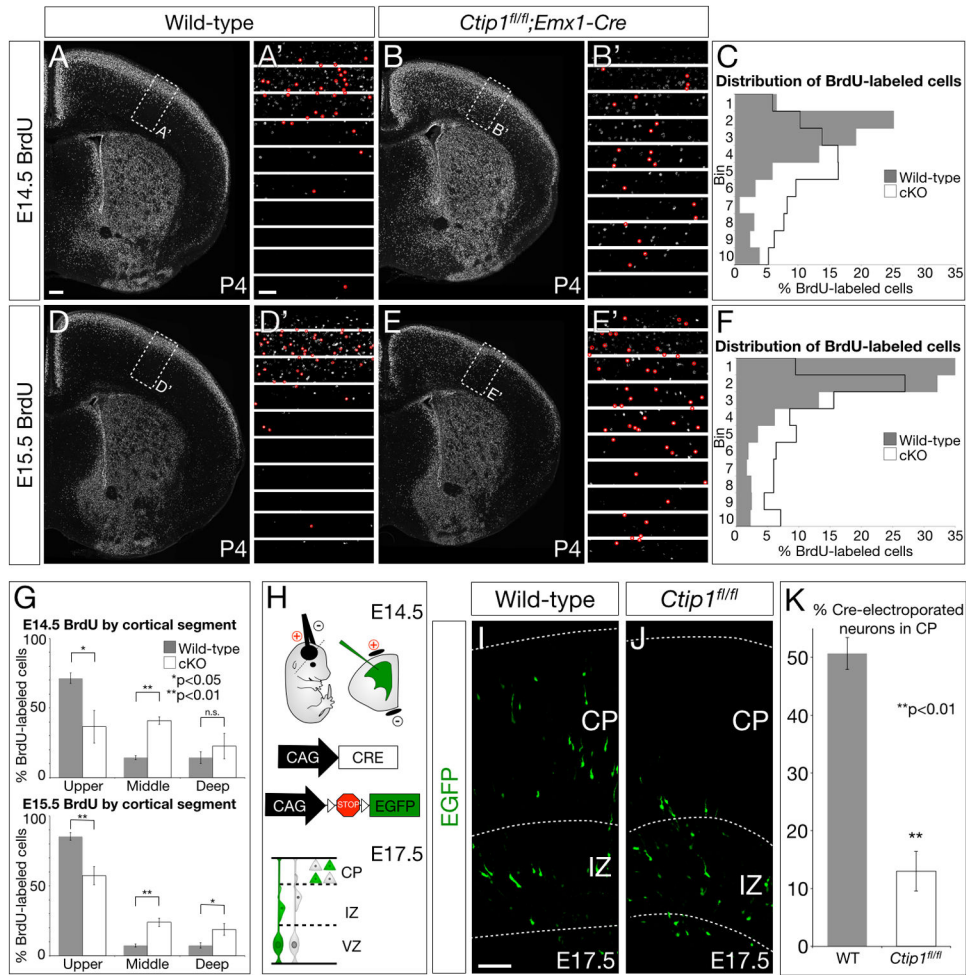 Wild-type
Ctip1fl/fl;Emx1-Cre
E14.5 BrdU
A
A'
P4
A'
B
B'
P4
B'
C
Distribution of BrdU-labeled cells
Bin
1
2
3
4
5
6
7
8
9
10
Wild-type
cKO
0 5 10 15 20 25 30 35
% BrdU-labeled cells
E15.5 BrdU
D
D'
P4
D'
E
E'
P4
E'
F
Distribution of BrdU-labeled cells
Bin
1
2
3
4
5
6
7
8
9
10
Wild-type
cKO
0 5 10 15 20 25 30 35
% BrdU-labeled cells
G
E14.5 BrdU by cortical segment
% BrdU-labeled cells
100
50
0
Wild-type
cKO
*p<0.05
**p<0.01
*
**
n.s.
Upper Middle Deep
E15.5 BrdU by cortical segment
% BrdU-labeled cells
100
50
0
**
**
*
Upper Middle Deep
H
E14.5
+ -
+
-
CAG CRE
CAG STOP EGFP
E17.5
CP
IZ
VZ
EGFP
Wild-type
Ctip1fl/fl
I
CP
IZ
E17.5
J
CP
IZ
E17.5
K
% Cre-electroporated
neurons in CP
50
40
30
20
10
0
**p<0.01
**
WT Ctip1fl/fl